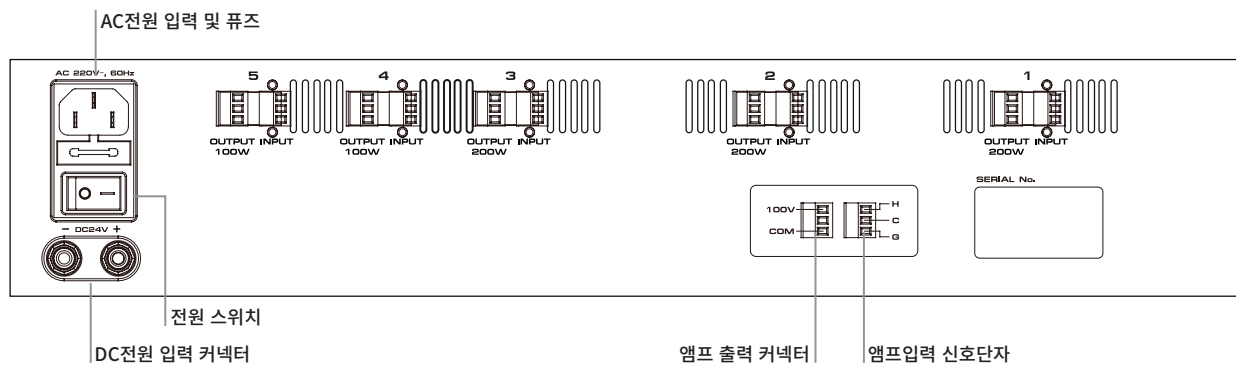 AC전원 입력 및 퓨즈
AC 220V~, 60Hz
5
4
3
2
1
OUTPUT INPUT
100W
OUTPUT INPUT
100W
OUTPUT INPUT
200W
OUTPUT INPUT
200W
OUTPUT INPUT
200W
SERIAL No.
100V
COM
H
C
G
− DC24V +
전원 스위치
DC전원 입력 커넥터
앰프 출력 커넥터
앰프입력 신호단자